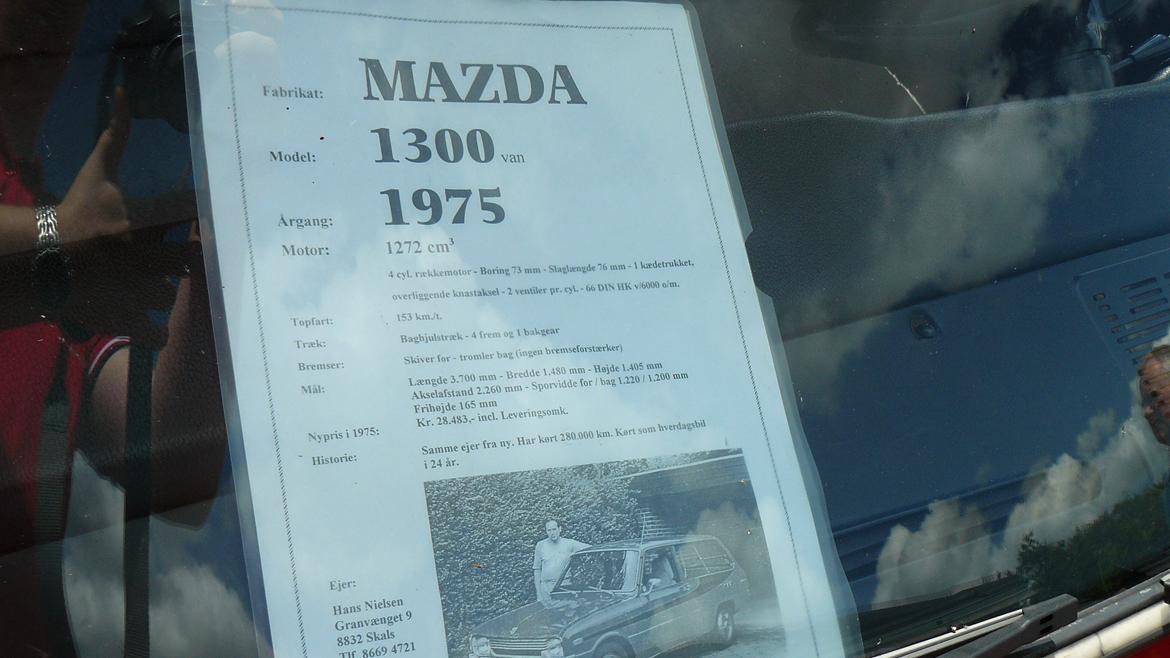 Fabrikat: MAZDA
Model: 1300 van
Årgang: 1975
Motor: 1272 cm³
4 cyl. rækkemotor - Boring 73 mm - Slaglængde 76 mm - 1 kædetrukket,
overliggende knastaksel - 2 ventiler pr. cyl. - 66 DIN HK v/6000 o/m.
Topfart: 153 km./t.
Træk: Baghjulstræk - 4 frem og 1 bakgear
Bremser: Skiver for - tromler bag (ingen bremseforstærker)
Mål: Længde 3.700 mm - Bredde 1.480 mm - Højde 1.405 mm
Akselafstand 2.260 mm - Sporvidde for / bag 1.220 / 1.200 mm
Frihøjde 165 mm
Nypris i 1975: Kr. 28.483,- incl. Leveringsomk.
Historie: Samme ejer fra ny. Har kørt 280.000 km. Kørt som hverdagsbil
i 24 år.
Ejer:
Hans Nielsen
Granvænget 9
8832 Skals
Tlf. 8669 4721